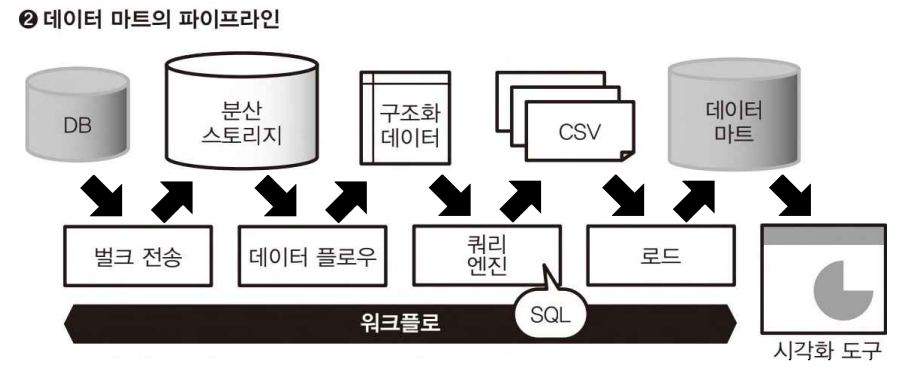 ❷ 데이터 마트의 파이프라인
DB
분산
스토리지
구조화
데이터
CSV
데이터
마트
벌크 전송
데이터 플로우
쿼리
엔진
로드
SQL
워크플로
시각화 도구